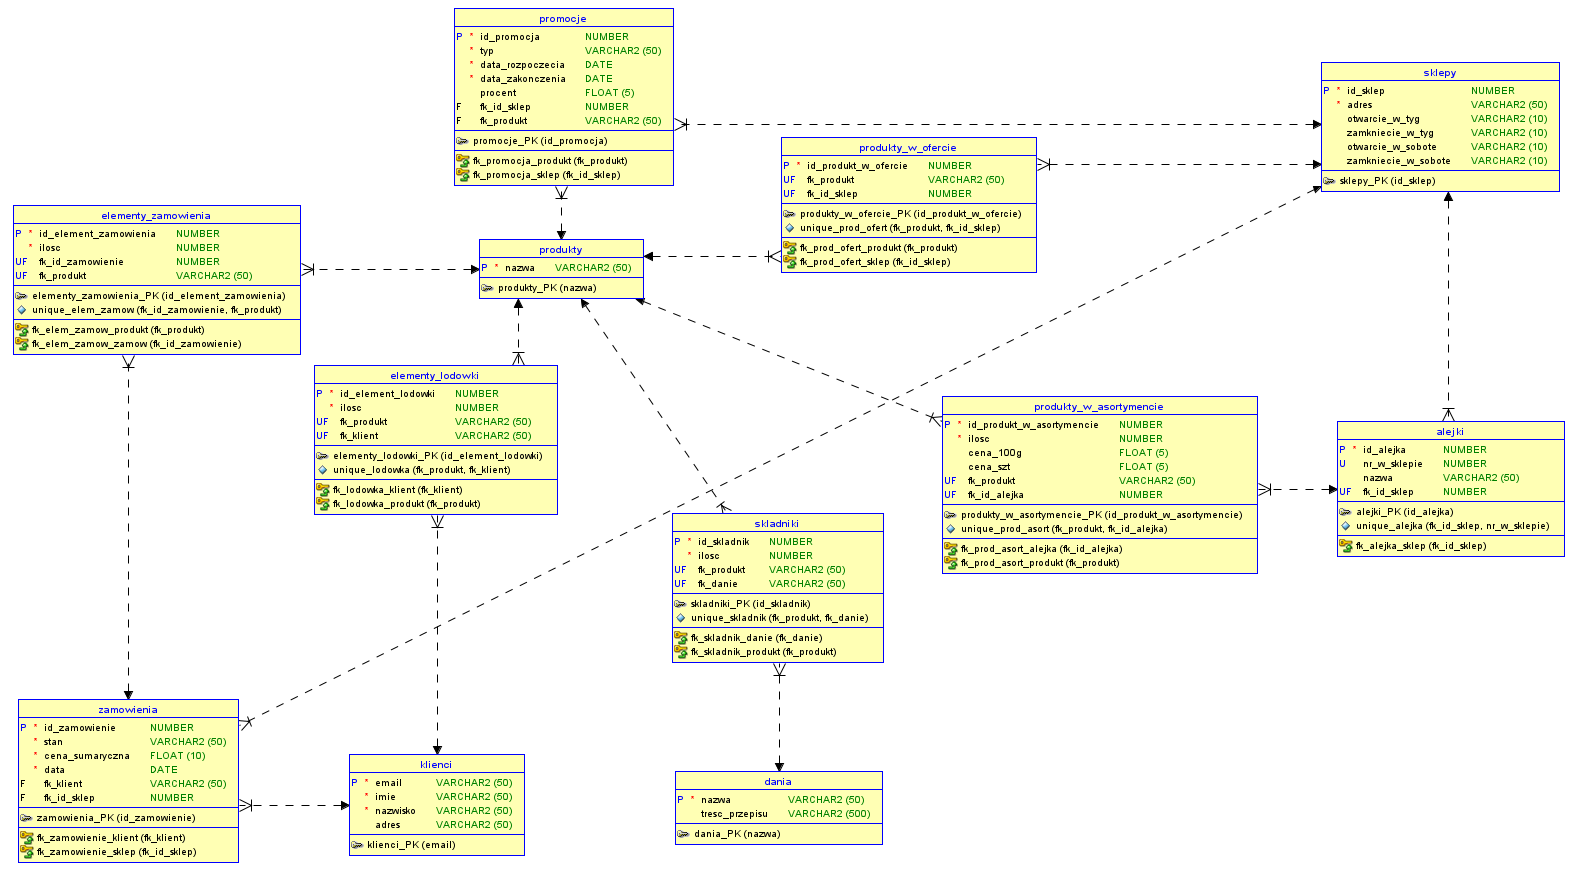 promocje
P * id_promocja NUMBER
* typ VARCHAR2 (50)
* data_rozpoczecia DATE
* data_zakonczenia DATE
procent FLOAT (5)
F fk_id_sklep NUMBER
F fk_produkt VARCHAR2 (50)
promocje_PK (id_promocja)
fk_promocja_produkt (fk_produkt)
fk_promocja_sklep (fk_id_sklep)
sklepy
P * id_sklep NUMBER
* adres VARCHAR2 (50)
otwarcie_w_tyg VARCHAR2 (10)
zamkniecie_w_tyg VARCHAR2 (10)
otwarcie_w_sobote VARCHAR2 (10)
zamkniecie_w_sobote VARCHAR2 (10)
sklepy_PK (id_sklep)
produkty_w_ofercie
P * id_produkt_w_ofercie NUMBER
UF fk_produkt VARCHAR2 (50)
UF fk_id_sklep NUMBER
produkty_w_ofercie_PK (id_produkt_w_ofercie)
unique_prod_ofert (fk_produkt, fk_id_sklep)
fk_prod_ofert_produkt (fk_produkt)
fk_prod_ofert_sklep (fk_id_sklep)
elementy_zamowienia
P * id_element_zamowienia NUMBER
* ilosc NUMBER
UF fk_id_zamowienie NUMBER
UF fk_produkt VARCHAR2 (50)
elementy_zamowienia_PK (id_element_zamowienia)
unique_elem_zamow (fk_id_zamowienie, fk_produkt)
fk_elem_zamow_produkt (fk_produkt)
fk_elem_zamow_zamow (fk_id_zamowienie)
produkty
P * nazwa VARCHAR2 (50)
produkty_PK (nazwa)
elementy_lodowki
P * id_element_lodowki NUMBER
* ilosc NUMBER
UF fk_produkt VARCHAR2 (50)
UF fk_klient VARCHAR2 (50)
elementy_lodowki_PK (id_element_lodowki)
unique_lodowka (fk_produkt, fk_klient)
fk_lodowka_klient (fk_klient)
fk_lodowka_produkt (fk_produkt)
produkty_w_asortymencie
P * id_produkt_w_asortymencie NUMBER
* ilosc NUMBER
cena_100g FLOAT (5)
cena_szt FLOAT (5)
UF fk_produkt VARCHAR2 (50)
UF fk_id_alejka NUMBER
produkty_w_asortymencie_PK (id_produkt_w_asortymencie)
unique_prod_asort (fk_produkt, fk_id_alejka)
fk_prod_asort_alejka (fk_id_alejka)
fk_prod_asort_produkt (fk_produkt)
alejki
P * id_alejka NUMBER
U nr_w_sklepie NUMBER
nazwa VARCHAR2 (50)
UF fk_id_sklep NUMBER
alejki_PK (id_alejka)
unique_alejka (fk_id_sklep, nr_w_sklepie)
fk_alejka_sklep (fk_id_sklep)
skladniki
P * id_skladnik NUMBER
* ilosc NUMBER
UF fk_produkt VARCHAR2 (50)
UF fk_danie VARCHAR2 (50)
skladniki_PK (id_skladnik)
unique_skladnik (fk_produkt, fk_danie)
fk_skladnik_danie (fk_danie)
fk_skladnik_produkt (fk_produkt)
zamowienia
P * id_zamowienie NUMBER
* stan VARCHAR2 (50)
* cena_sumaryczna FLOAT (10)
* data DATE
F fk_klient VARCHAR2 (50)
F fk_id_sklep NUMBER
zamowienia_PK (id_zamowienie)
fk_zamowienie_klient (fk_klient)
fk_zamowienie_sklep (fk_id_sklep)
klienci
P * email VARCHAR2 (50)
* imie VARCHAR2 (50)
* nazwisko VARCHAR2 (50)
adres VARCHAR2 (50)
klienci_PK (email)
dania
P * nazwa VARCHAR2 (50)
tresc_przepisu VARCHAR2 (500)
dania_PK (nazwa)